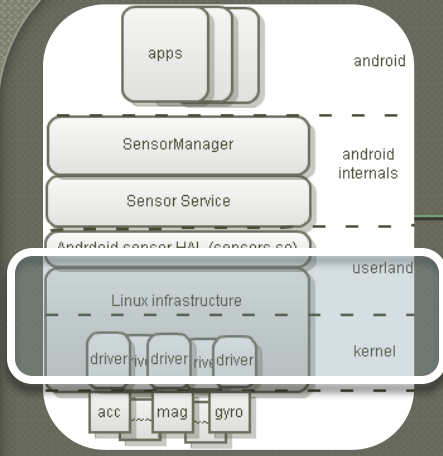 apps
android
SensorManager
android
internals
Sensor Service
Andrdoid sensor HAL (sensors.so)
userland
Linux infrastructure
kernel
driver driver driver
acc mag gyro